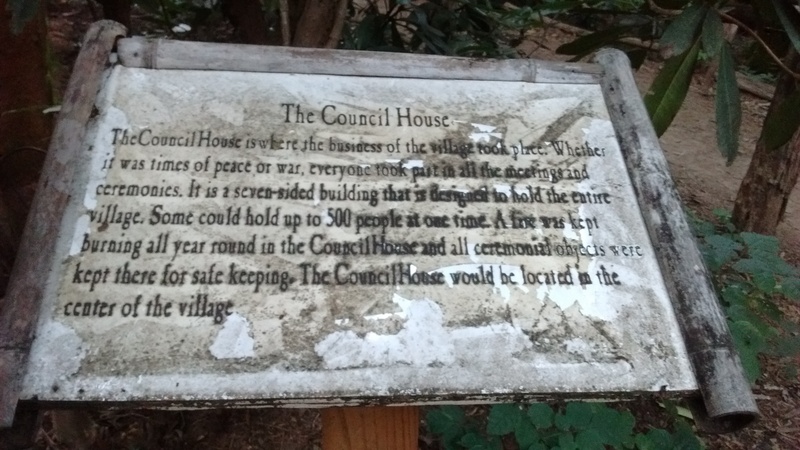 The Council House
The Council House is where the business of the village took place. Whether
it was times of peace or war, everyone took part in all the meetings and
ceremonies. It is a seven-sided building that is designed to hold the entire
village. Some could hold up to 500 people at one time. A fire was kept
burning all year round in the Council House and all ceremonial objects were
kept there for safe keeping. The Council House would be located in the
center of the village